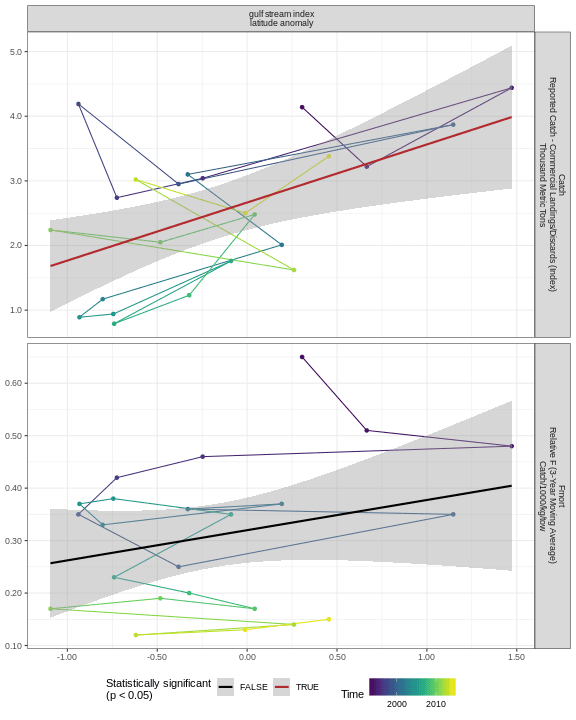 gulf stream index
latitude anomaly
5.0
4.0
3.0
2.0
1.0
Catch
Reported Catch - Commercial Landings/Discards (Index)
Thousand Metric Tons
0.60
0.50
0.40
0.30
0.20
0.10
Fmort
Relative F (3-Year Moving Average)
Catch/1000/kg/tow
-1.00
-0.50
0.00
0.50
1.00
1.50
Statistically significant
(p < 0.05)
FALSE
TRUE
Time
2000
2010